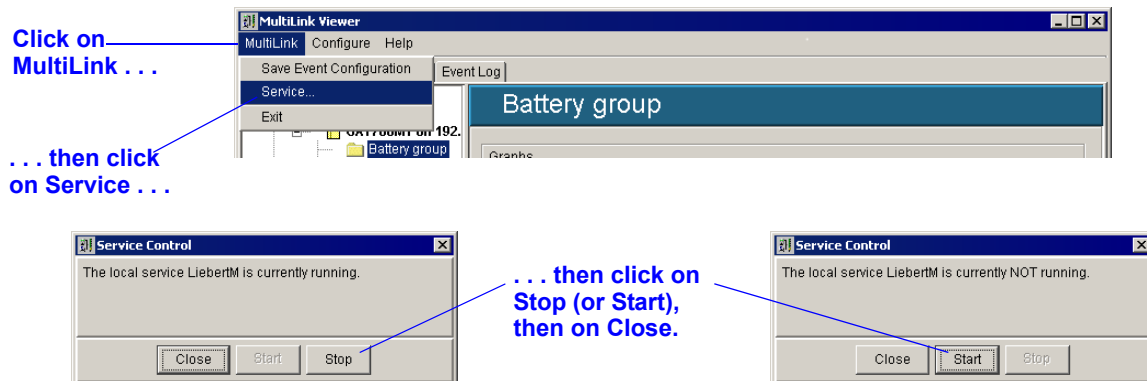 Click on
MultiLink . . .
MultiLink Viewer
MultiLink Configure Help
Save Event Configuration
Event Log
Service...
Exit
Battery group
192.
Battery group
Graphs
. . . then click
on Service . . .
Service Control
The local service LiebertM is currently running.
Close Start Stop
. . . then click on
Stop (or Start),
then on Close.
Service Control
The local service LiebertM is currently NOT running.
Close Start Stop